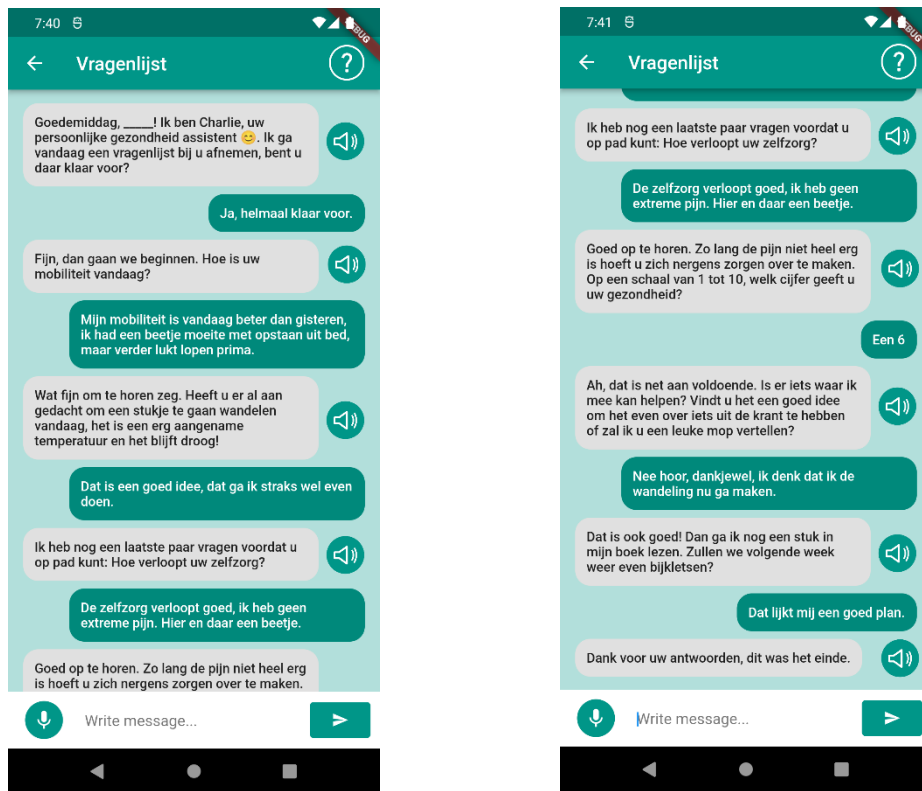 7:40
BUG
Vragenlijst
?
Goedemiddag, _____! Ik ben Charlie, uw
persoonlijke gezondheid assistent 😊. Ik ga
vandaag een vragenlijst bij u afnemen, bent u
daar klaar voor?
Ja, helmaal klaar voor.
Fijn, dan gaan we beginnen. Hoe is uw
mobiliteit vandaag?
Mijn mobiliteit is vandaag beter dan gisteren,
ik had een beetje moeite met opstaan uit bed,
maar verder lukt lopen prima.
Wat fijn om te horen zeg. Heeft u er al aan
gedacht om een stukje te gaan wandelen
vandaag, het is een erg aangename
temperatuur en het blijft droog!
Dat is een goed idee, dat ga ik straks wel even
doen.
Ik heb nog een laatste paar vragen voordat u
op pad kunt: Hoe verloopt uw zelfzorg?
De zelfzorg verloopt goed, ik heb geen
extreme pijn. Hier en daar een beetje.
Goed op te horen. Zo lang de pijn niet heel erg
is hoeft u zich nergens zorgen over te maken.
Write message...
7:41
BUG
Vragenlijst
?
Ik heb nog een laatste paar vragen voordat u
op pad kunt: Hoe verloopt uw zelfzorg?
De zelfzorg verloopt goed, ik heb geen
extreme pijn. Hier en daar een beetje.
Goed op te horen. Zo lang de pijn niet heel erg
is hoeft u zich nergens zorgen over te maken.
Op een schaal van 1 tot 10, welk cijfer geeft u
uw gezondheid?
Een 6
Ah, dat is net aan voldoende. Is er iets waar ik
mee kan helpen? Vindt u het een goed idee
om het even over iets uit de krant te hebben
of zal ik u een leuke mop vertellen?
Nee hoor, dankjewel, ik denk dat ik de
wandeling nu ga maken.
Dat is ook goed! Dan ga ik nog een stuk in
mijn boek lezen. Zullen we volgende week
weer even bijkletsen?
Dat lijkt mij een goed plan.
Dank voor uw antwoorden, dit was het einde.
Write message...